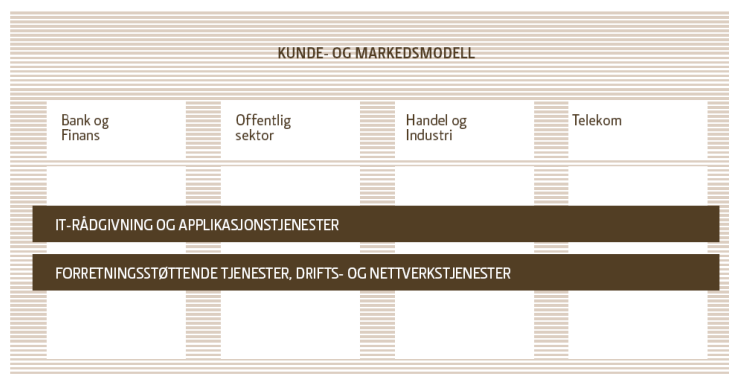 KUNDE- OG MARKEDSMODELL
Bank og
Finans
Offentlig
sektor
Handel og
Industri
Telekom
IT-RÅDGIVNING OG APPLIKASJONSTJENESTER
FORRETNINGSSTØTTENDE TJENESTER, DRIFTS- OG NETTVERKSTJENESTER